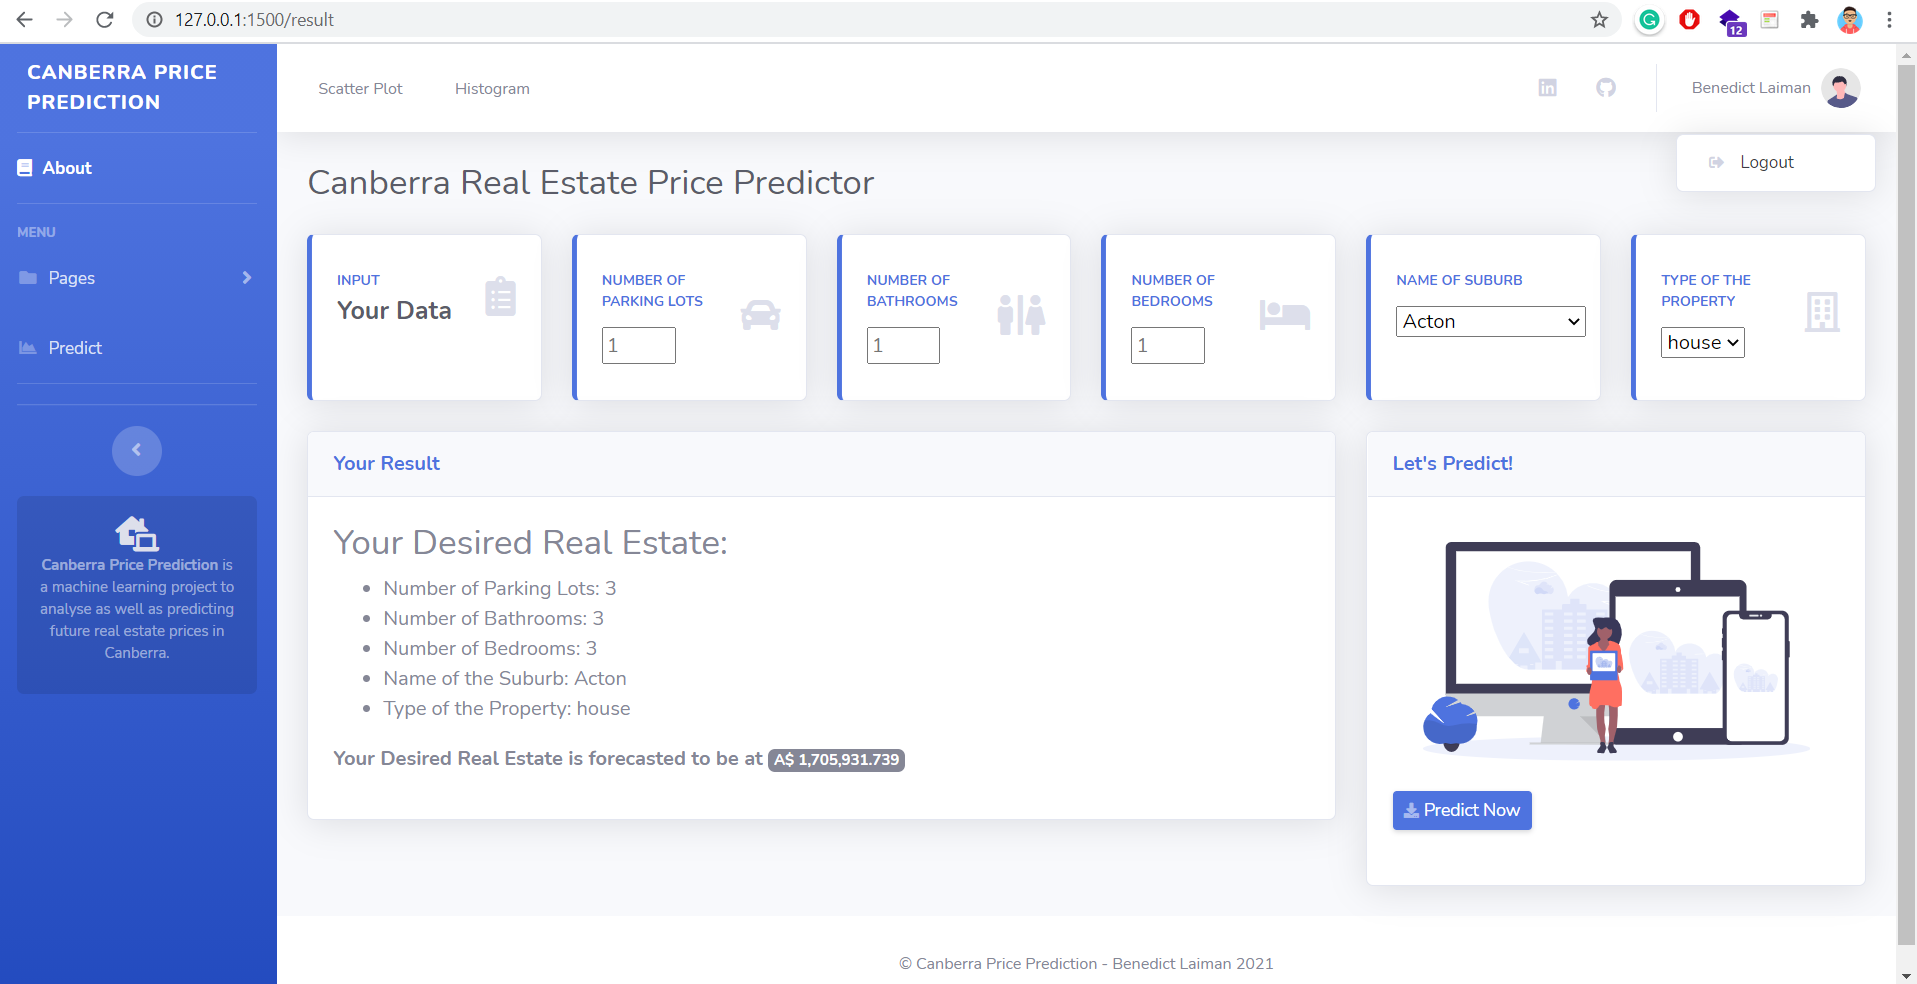 127.0.0.1:1500/result
12
CANBERRA PRICE
PREDICTION
Scatter Plot
Histogram
Benedict Laiman
Logout
About
MENU
Pages
Predict
Canberra Price Prediction is
a machine learning project to
analyse as well as predicting
future real estate prices in
Canberra.
Canberra Real Estate Price Predictor
INPUT
Your Data
NUMBER OF
PARKING LOTS
1
NUMBER OF
BATHROOMS
1
NUMBER OF
BEDROOMS
1
NAME OF SUBURB
Acton
TYPE OF THE
PROPERTY
house
Your Result
Your Desired Real Estate:
Number of Parking Lots: 3
Number of Bathrooms: 3
Number of Bedrooms: 3
Name of the Suburb: Acton
Type of the Property: house
Your Desired Real Estate is forecasted to be at A$ 1,705,931.739
Let's Predict!
Predict Now
© Canberra Price Prediction - Benedict Laiman 2021